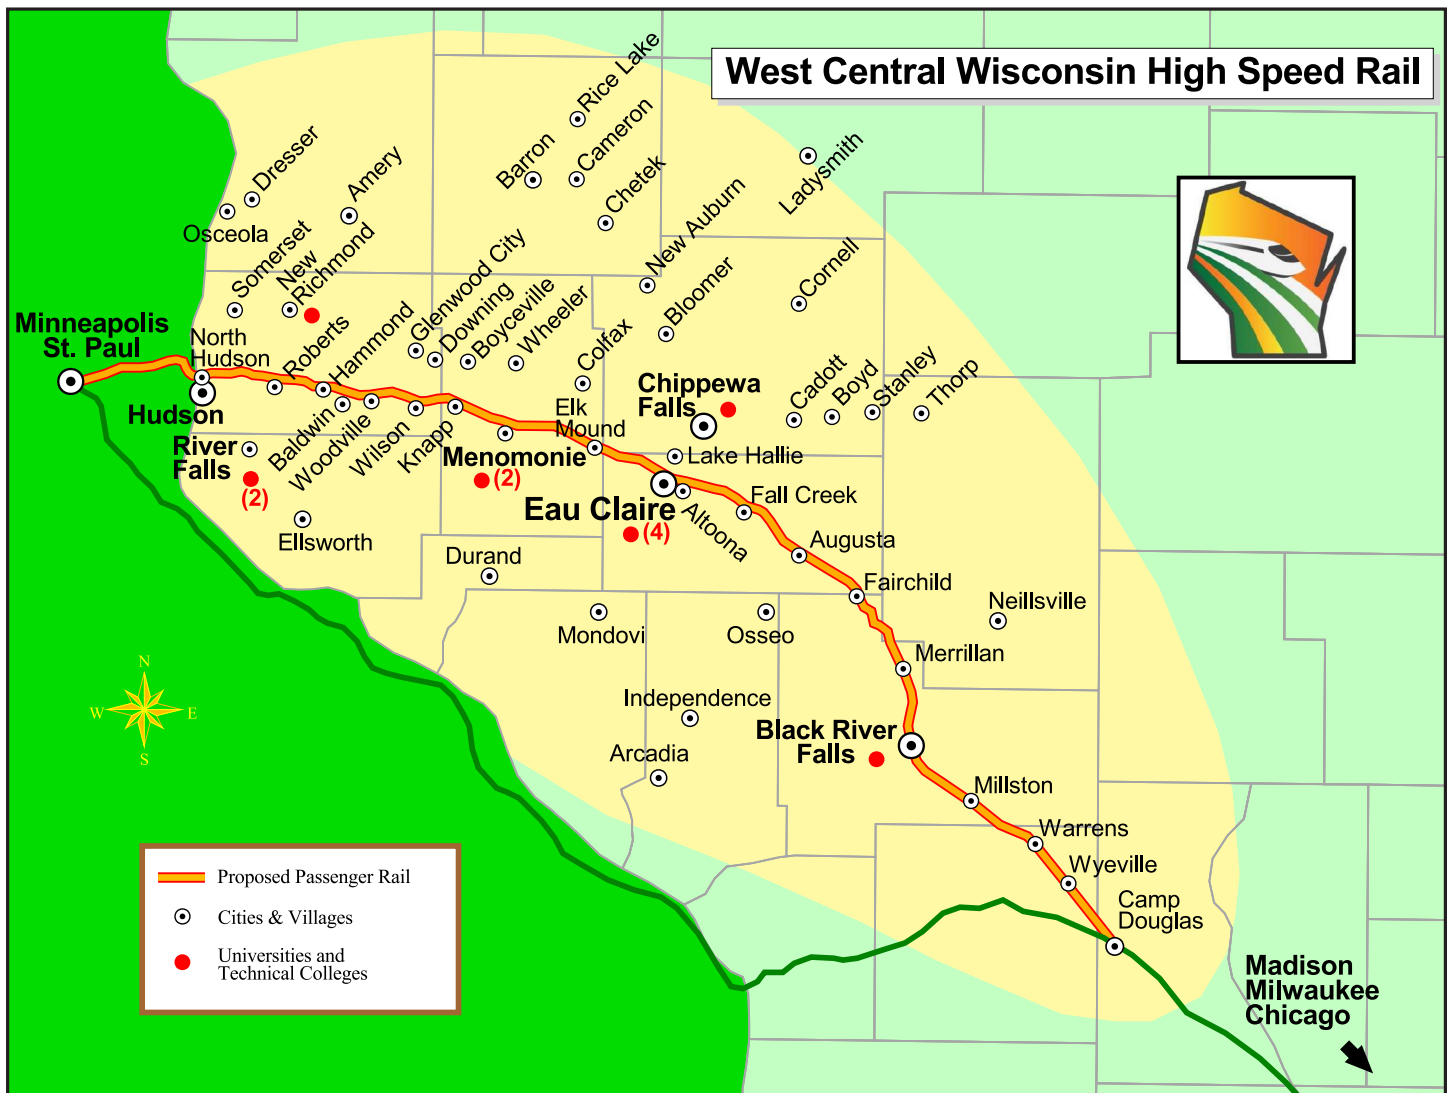 West Central Wisconsin High Speed Rail
Rice Lake
Cameron
Barron
Chetek
Ladysmith
Dresser
Amery
Osceola
Somerset
New
Richmond
New Auburn
Bloomer
Cornell
Minneapolis
St. Paul
North
Hudson
Roberts
Hammond
Glenwood City
Downing
Boyceville
Wheeler
Colfax
Chippewa
Falls
Cadott
Boyd
Stanley
Thorp
Hudson
River
Falls
(2)
Baldwin
Woodville
Wilson
Knapp
Elk
Mound
Menomonie
(2)
Lake Hallie
Eau Claire
(4)
Altoona
Fall Creek
Ellsworth
Durand
Augusta
Fairchild
Mondovi
Osseo
Neillsville
Merrillan
N
W
E
S
Independence
Arcadia
Black River
Falls
Millston
Warrens
Wyeville
Camp
Douglas
Proposed Passenger Rail
Cities & Villages
Universities and
Technical Colleges
Madison
Milwaukee
Chicago